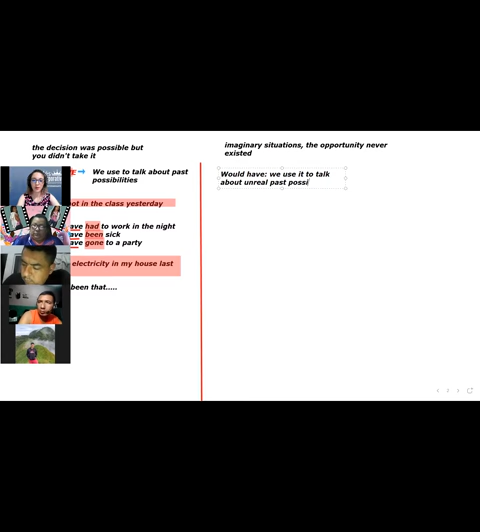 the decision was possible but
you didn't take it
We use to talk about past
possibilities
not in the class yesterday
ave had to work in the night
ave been sick
ave gone to a party
electricity in my house last
been that.....
imaginary situations, the opportunity never
existed
Would have: we use it to talk
about unreal past possi